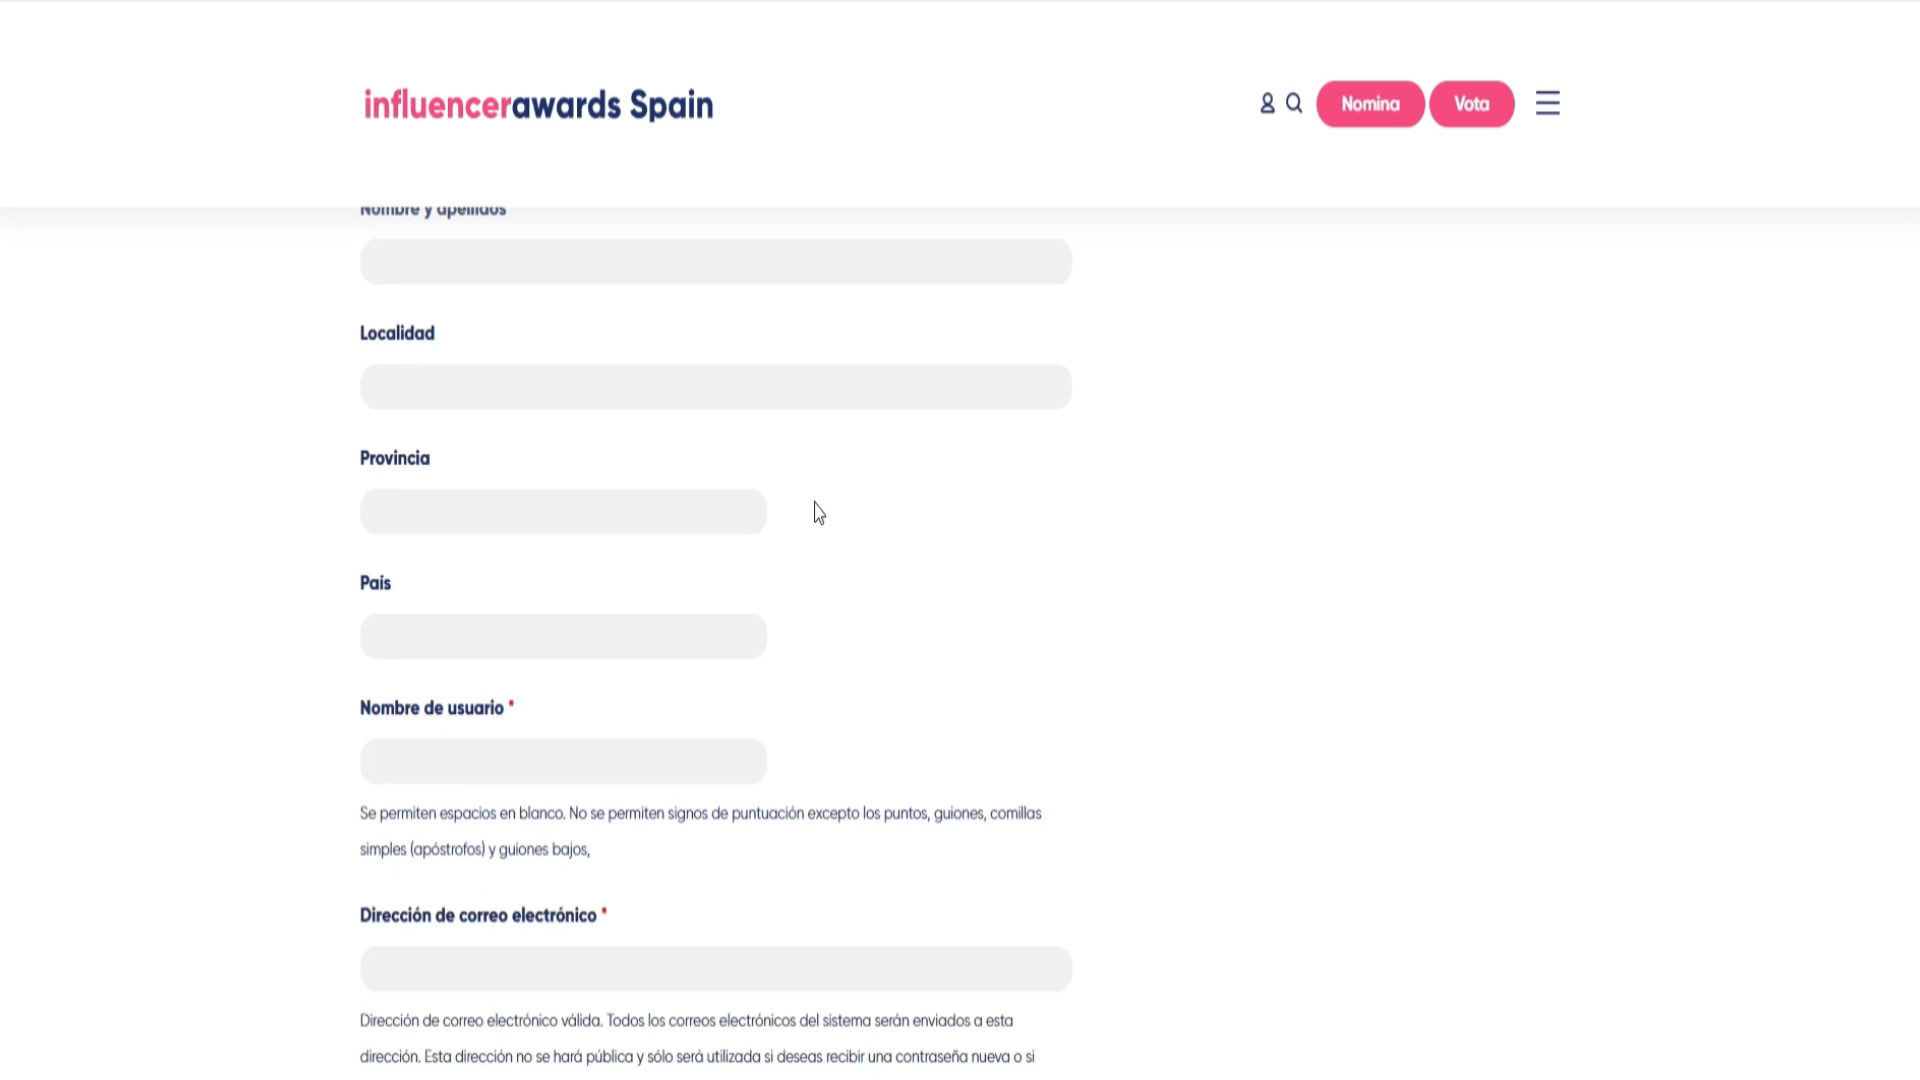 influencerawards Spain
Nomina
Vota
Nombre y apellidos
Localidad
Provincia
Pais
Nombre de usuario *
Se permiten espacios en blanco. No se permiten signos de puntuación excepto los puntos, guiones, comillas
simples (apóstrofos) y guiones bajos,
Dirección de correo electrónico *
Dirección de correo electrónico válida. Todos los correos electrónicos del sistema serán enviados a esta
dirección. Esta dirección no se hará pública y sólo será utilizada si deseas recibir una contraseña nueva o si